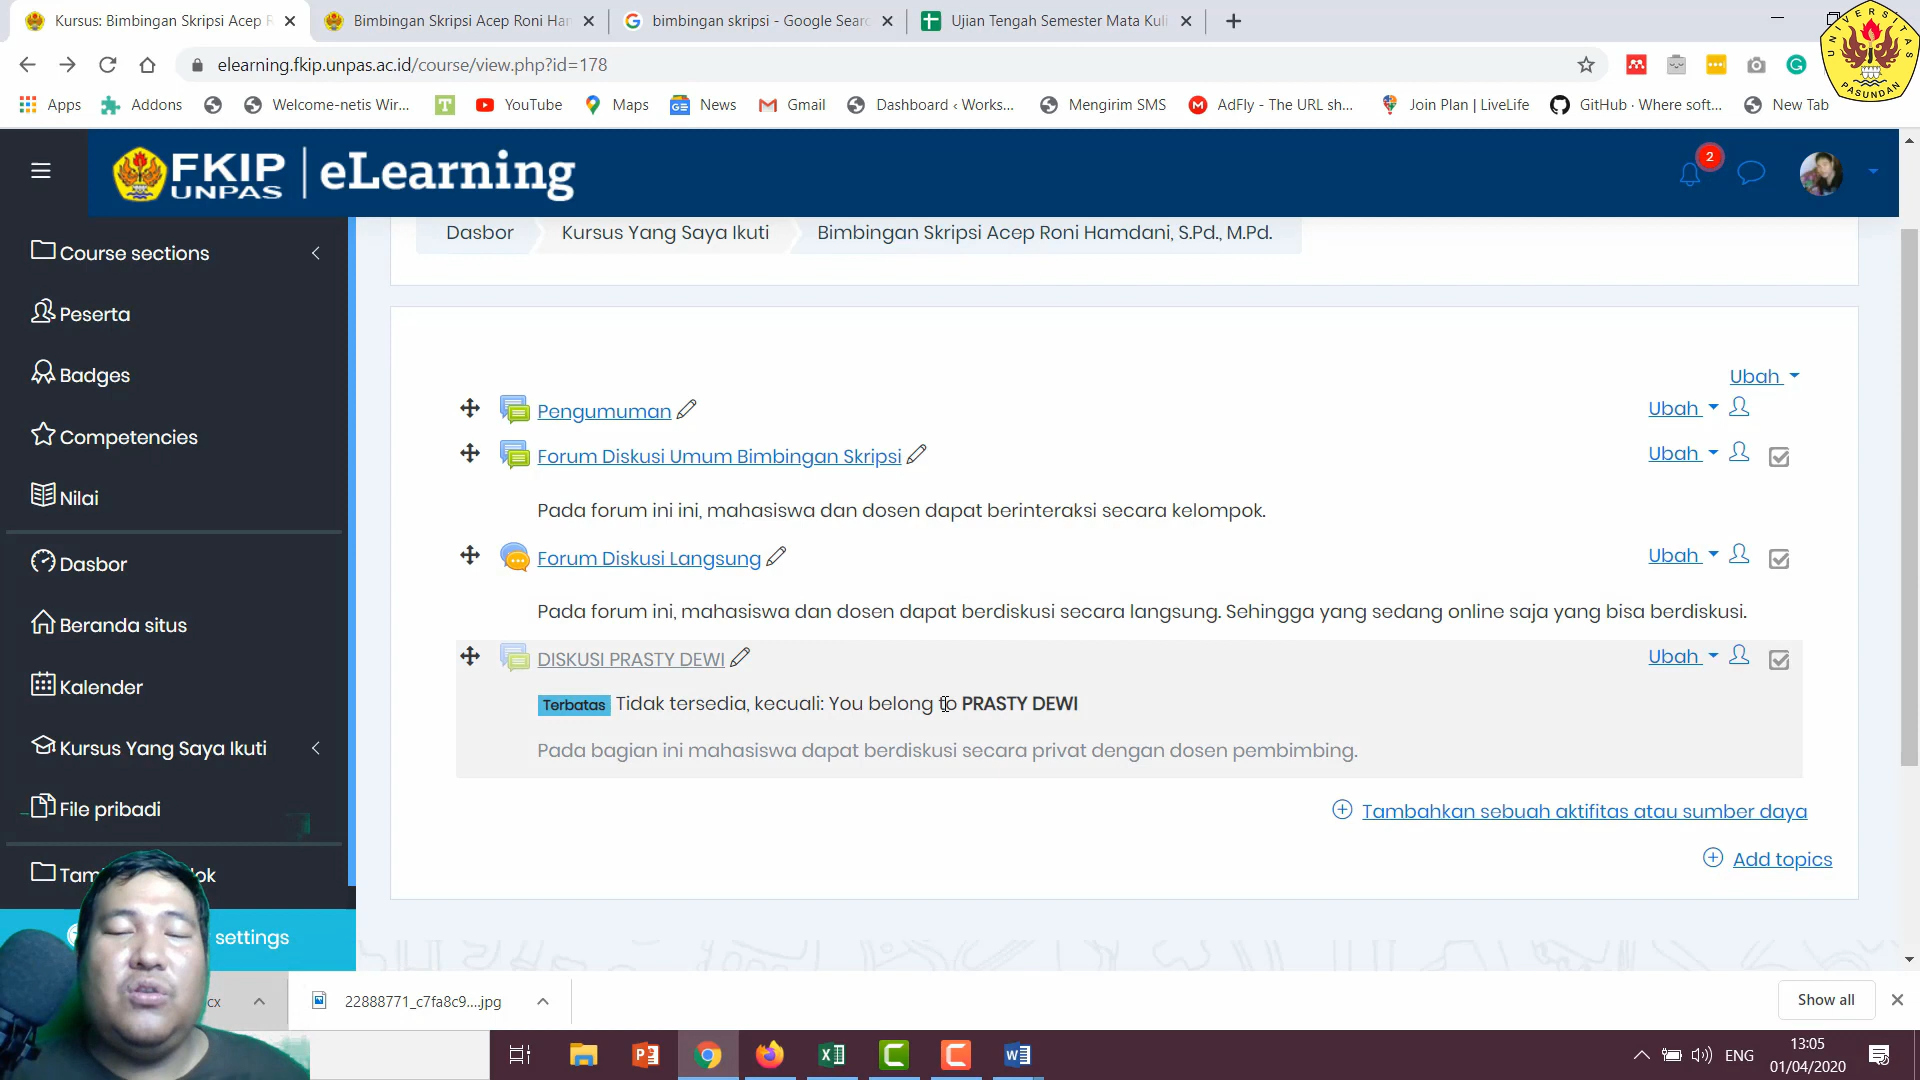 Kursus: Bimbingan Skripsi Acep R
Bimbingan Skripsi Acep Roni Han
bimbingan skripsi - Google Searc
Ujian Tengah Semester Mata Kuli
elearning.fkip.unpas.ac.id/course/view.php?id=178
Apps
Addons
Welcome-netis Wir...
YouTube
Maps
News
Gmail
Dashboard ‹ Works...
Mengirim SMS
AdFly - The URL sh...
Join Plan | LiveLife
GitHub · Where soft...
New Tab
UNIVERSITAS
PASUNDAN
FKIP
UNPAS
eLearning
2
Course sections
Peserta
Badges
Competencies
Nilai
Dasbor
Beranda situs
Kalender
Kursus Yang Saya Ikuti
File pribadi
settings
Dasbor
Kursus Yang Saya Ikuti
Bimbingan Skripsi Acep Roni Hamdani, S.Pd., M.Pd.
Ubah
Pengumuman
Ubah
Forum Diskusi Umum Bimbingan Skripsi
Ubah
Pada forum ini ini, mahasiswa dan dosen dapat berinteraksi secara kelompok.
Forum Diskusi Langsung
Ubah
Pada forum ini, mahasiswa dan dosen dapat berdiskusi secara langsung. Sehingga yang sedang online saja yang bisa berdiskusi.
DISKUSI PRASTY DEWI
Ubah
Terbatas Tidak tersedia, kecuali: You belong to PRASTY DEWI
Pada bagian ini mahasiswa dapat berdiskusi secara privat dengan dosen pembimbing.
Tambahkan sebuah aktifitas atau sumber daya
Add topics
cx
22888771_c7fa8c9....jpg
Show all
ENG
13:05
01/04/2020